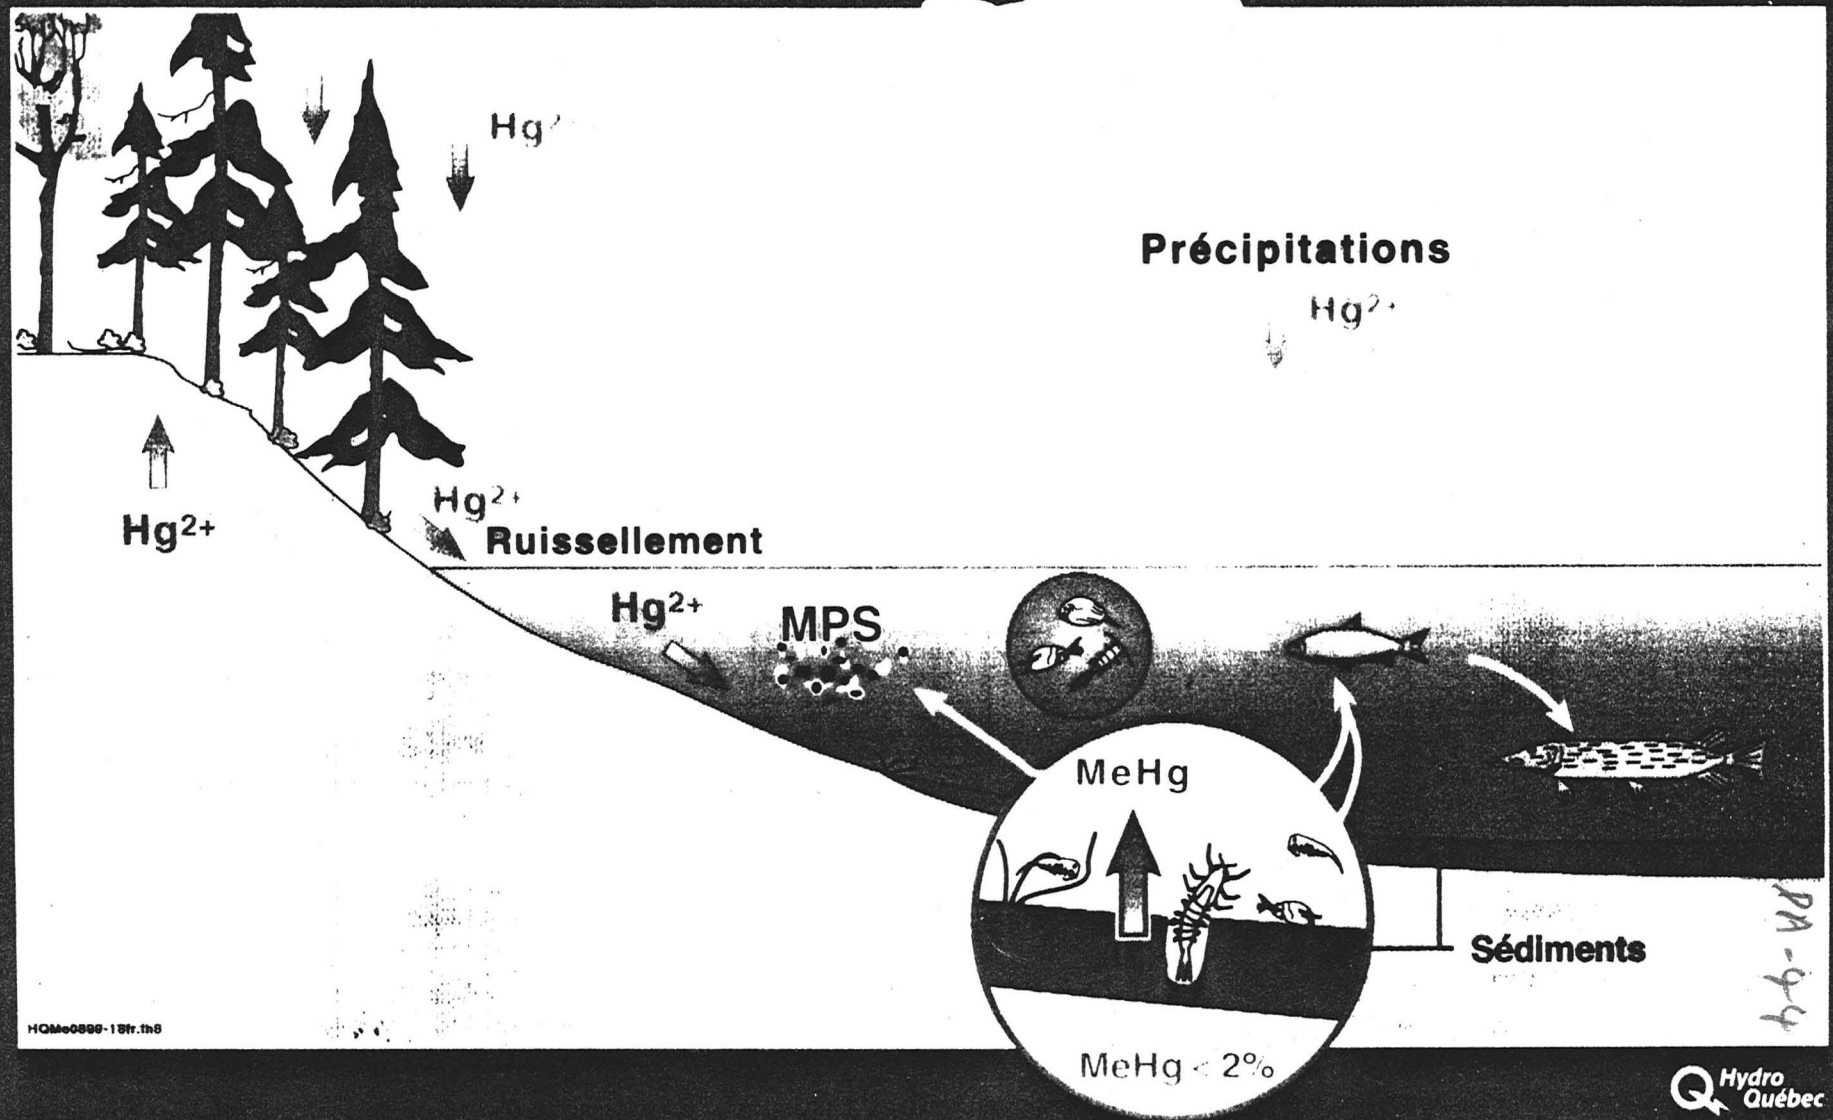 Hg²
Précipitations
Hg²⁺
Hg²⁺
Hg²⁺
Ruissellement
Hg²⁺
MPS
MeHg
Sédiments
MeHg < 2%
Hydro
Québec